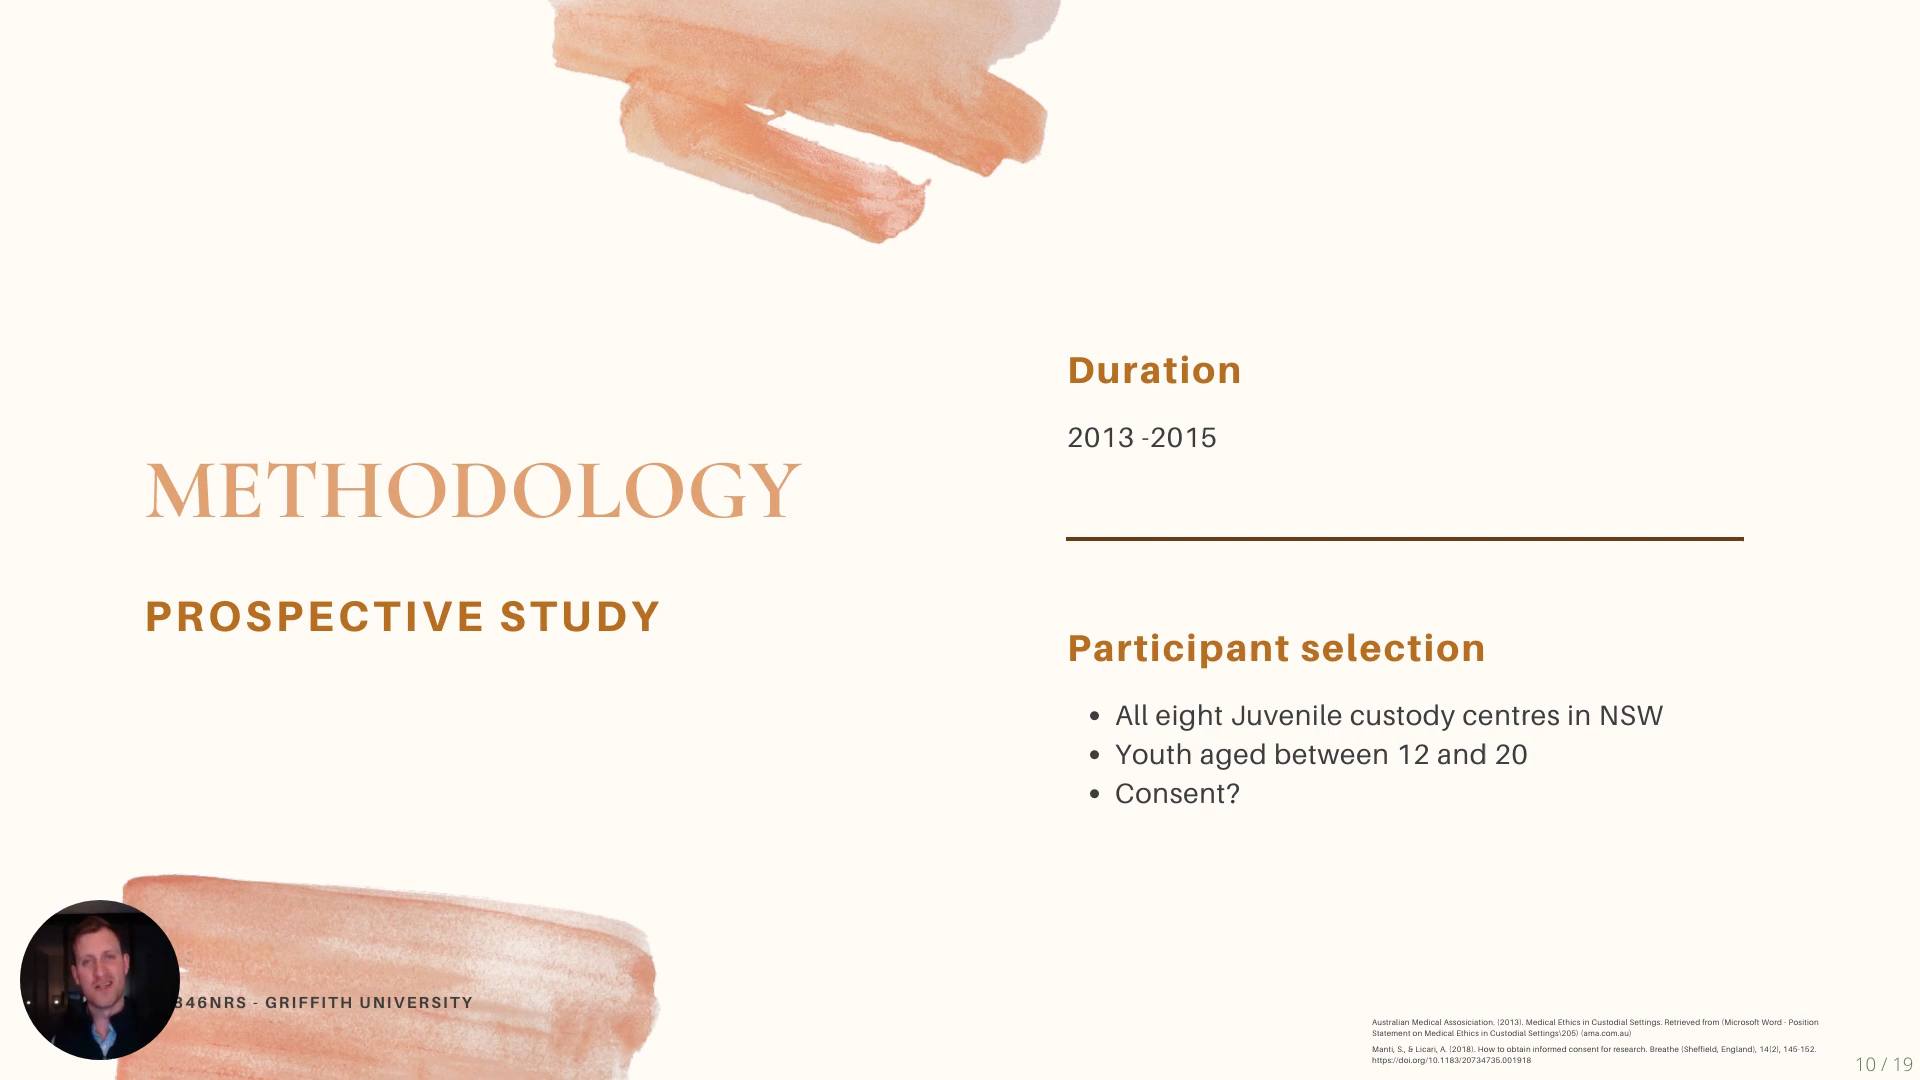 METHODOLOGY
PROSPECTIVE STUDY
Duration
2013 -2015
Participant selection
• All eight Juvenile custody centres in NSW
• Youth aged between 12 and 20
• Consent?
346NRS - GRIFFITH UNIVERSITY
Australian Medical Assosiciation. (2013). Medical Ethics in Custodial Settings. Retrieved from (Microsoft Word - Position
Statement on Medical Ethics in Custodial Settings\205) (ama.com.au)
Manti, S., & Licari, A. (2018). How to obtain informed consent for research. Breathe (Sheffield, England), 14(2), 145-152.
https://doi.org/10.1183/20734735.001918
10 / 19